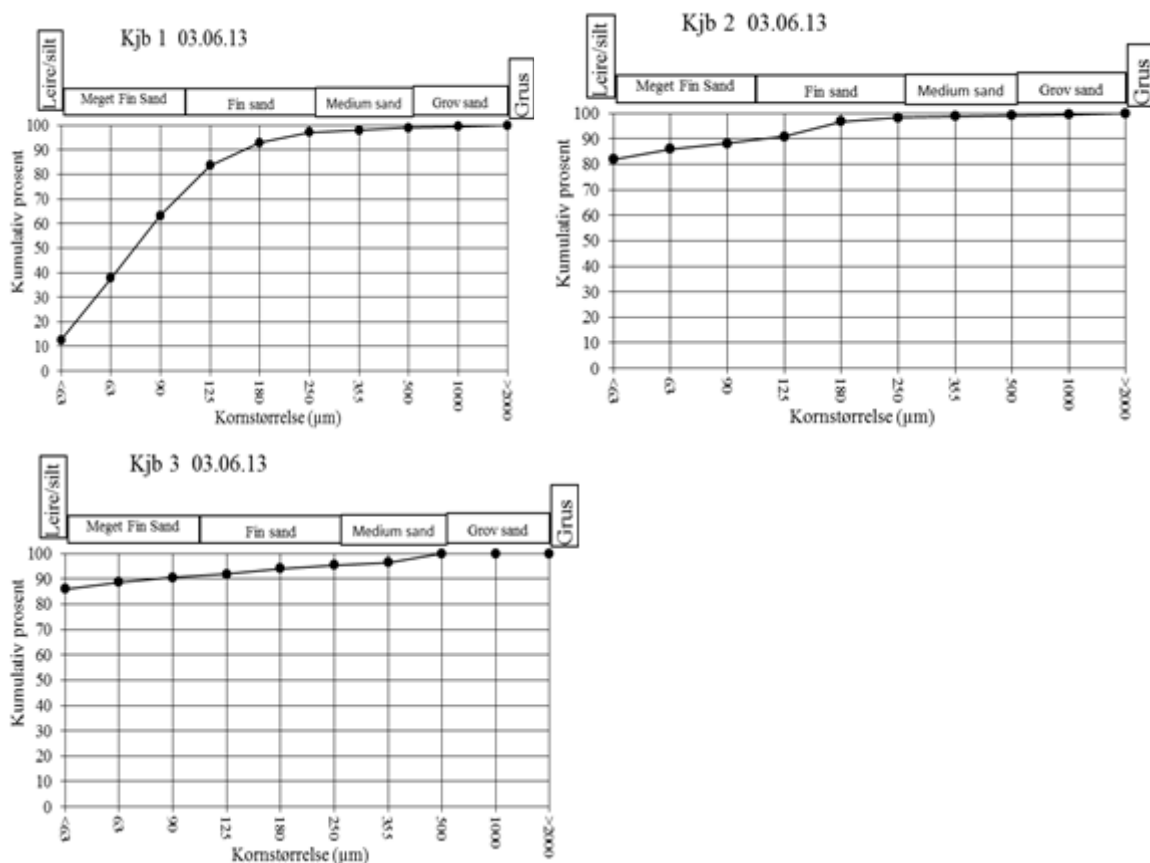 Kjb 1 03.06.13
Leire/silt
Meget Fin Sand
Fin sand
Medium sand
Grov sand
Grus
Kumulativ prosent
100
90
80
70
60
50
40
30
20
10
0
<63
63
90
125
180
250
355
500
1000
>2000
Kornstørrelse (µm)
Kjb 2 03.06.13
Leire/silt
Meget Fin Sand
Fin sand
Medium sand
Grov sand
Grus
Kumulativ prosent
100
90
80
70
60
50
40
30
20
10
0
<63
63
90
125
180
250
355
500
1000
>2000
Kornstørrelse (µm)
Kjb 3 03.06.13
Leire/silt
Meget Fin Sand
Fin sand
Medium sand
Grov sand
Grus
Kumulativ prosent
100
90
80
70
60
50
40
30
20
10
0
<63
63
90
125
180
250
355
500
1000
>2000
Kornstørrelse (µm)